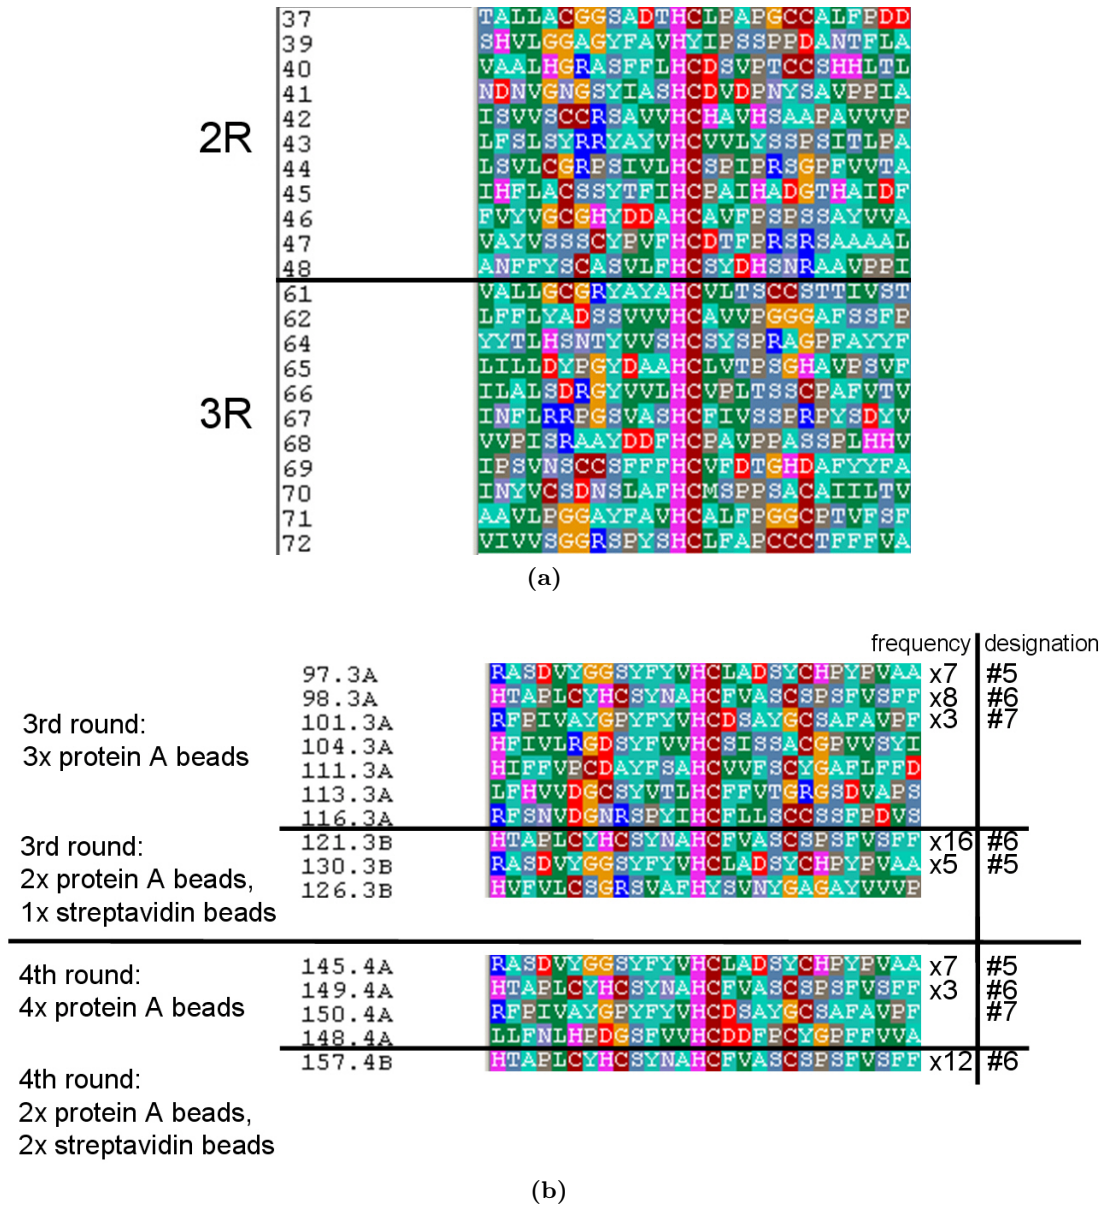 2R
37 TALLACGGSADTHCLPAPGCCALFPDD
39 SHVLGGAGYFAVHYIPSSPPDANTFLA
40 VAALHGRASFFLHCDSVPTCCSHHLTL
41 NDNVGNGSYIASHCDVDPNYSAVPPIA
42 ISVVSCCRSAVVHCHAVHSAAPAVVVP
43 LFSLSYRRYAYVHCVVLYSSPSITLPA
44 LSVLCGRPSIVLHCSPIPRSGPFVVTA
45 IHFLACSSYTFIHCPAIHADGTHAIDF
46 FVYVGCGHYDDAHCAVFPSPSSAYVVA
47 VAYVSSSCYPVFHCDTFPRSRSAAAAL
48 ANFFYSCASVLFHCSYDHSNRAAVPPI
3R
61 VALLGCGRYAYAHCVLTSCCSTTIVST
62 LFFLYADSSVVVHCAVVPGGGAFSSFP
64 YYTLHSNTYVVSHCSYSPRAGPFAYYF
65 LILLDYPGYDAAHCLVTPSGHAVPSVF
66 ILALSDRGYVVLHCVPLTSSCPAFVTV
67 INFLRRPGSVASHCFIVSSPRPYSDYV
68 VVPISRAAYDDFHCPAVPPASSPLHHV
69 IPSVNSCCSFFFHCVFDTGHDAFYYFA
70 INYVCSDNSLAFHCMSPPSACAIILTV
71 AAVLPGGAYFAVHCALFPGGCPTVFSF
72 VIVVSGGRSPYSHCLFAPCCCTFFFVA
(a)
frequency designation
3rd round:
3x protein A beads
97.3A RASDVYGGSYFYVHCLADSYCHPYPVAA x7 #5
98.3A HTAPLCYHCSYNAHCFVASCSPSFVSFF x8 #6
101.3A RFPIVAYGPYFYVHCDSAYGCSAFAVPF x3 #7
104.3A HFIVLRGDSYFVVHCSISSACGPVVSYI
111.3A HIFFVPCDAYFSAHCVVFSCYGAFLFFD
113.3A LFHVVDGCSYVTLHCFFVTGRGSDVAPS
116.3A RFSNVDGNRSPYIHCFLLSCCSSFPDVS
3rd round:
2x protein A beads,
1x streptavidin beads
121.3B HTAPLCYHCSYNAHCFVASCSPSFVSFF x16 #6
130.3B RASDVYGGSYFYVHCLADSYCHPYPVAA x5 #5
126.3B HVFVLCSGRSVAFHYSVNYGAGAYVVVP
4th round:
4x protein A beads
145.4A RASDVYGGSYFYVHCLADSYCHPYPVAA x7 #5
149.4A HTAPLCYHCSYNAHCFVASCSPSFVSFF x3 #6
150.4A RFPIVAYGPYFYVHCDSAYGCSAFAVPF #7
148.4A LLFNLHPDGSFVVHCDDFPCYGPFFVVA
4th round:
2x protein A beads,
2x streptavidin beads
157.4B HTAPLCYHCSYNAHCFVASCSPSFVSFF x12 #6
(b)